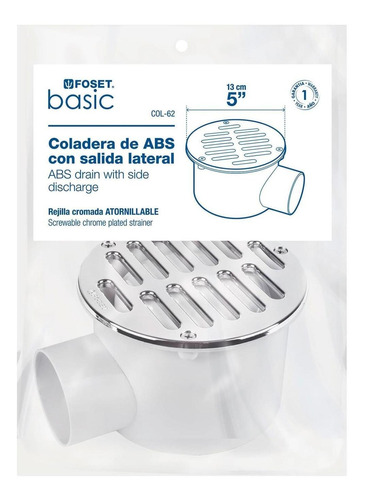 FOSET.
basic
COL-62
13 cm
5”
1
Coladera de ABS
con salida lateral
ABS drain with side
discharge
Rejilla cromada ATORNILLABLE
Screwable chrome plated strainer